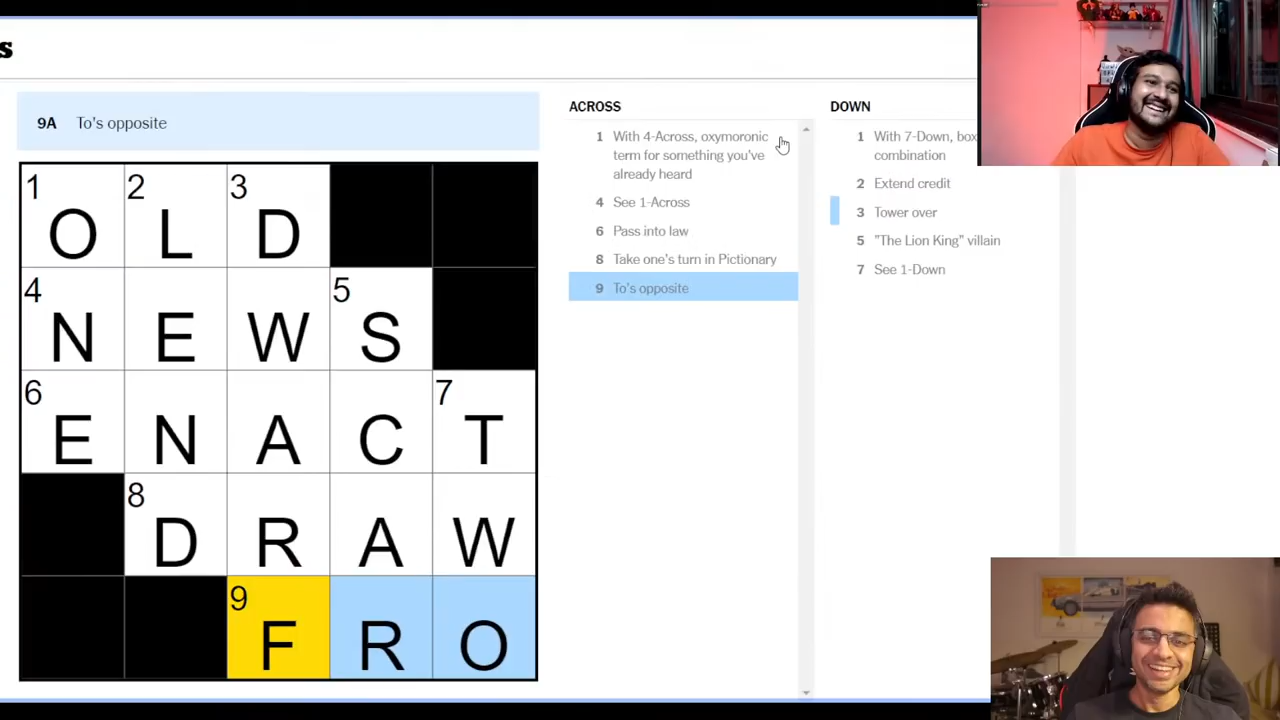 s
9A To's opposite
1 2 3
O L D
4 5
N E W S
6 7
E N A C T
8
D R A W
9
F R O
ACROSS
1 With 4-Across, oxymoronic
term for something you've
already heard
4 See 1-Across
6 Pass into law
8 Take one's turn in Pictionary
9 To's opposite
DOWN
1 With 7-Down, box
combination
2 Extend credit
3 Tower over
5 "The Lion King" villain
7 See 1-Down